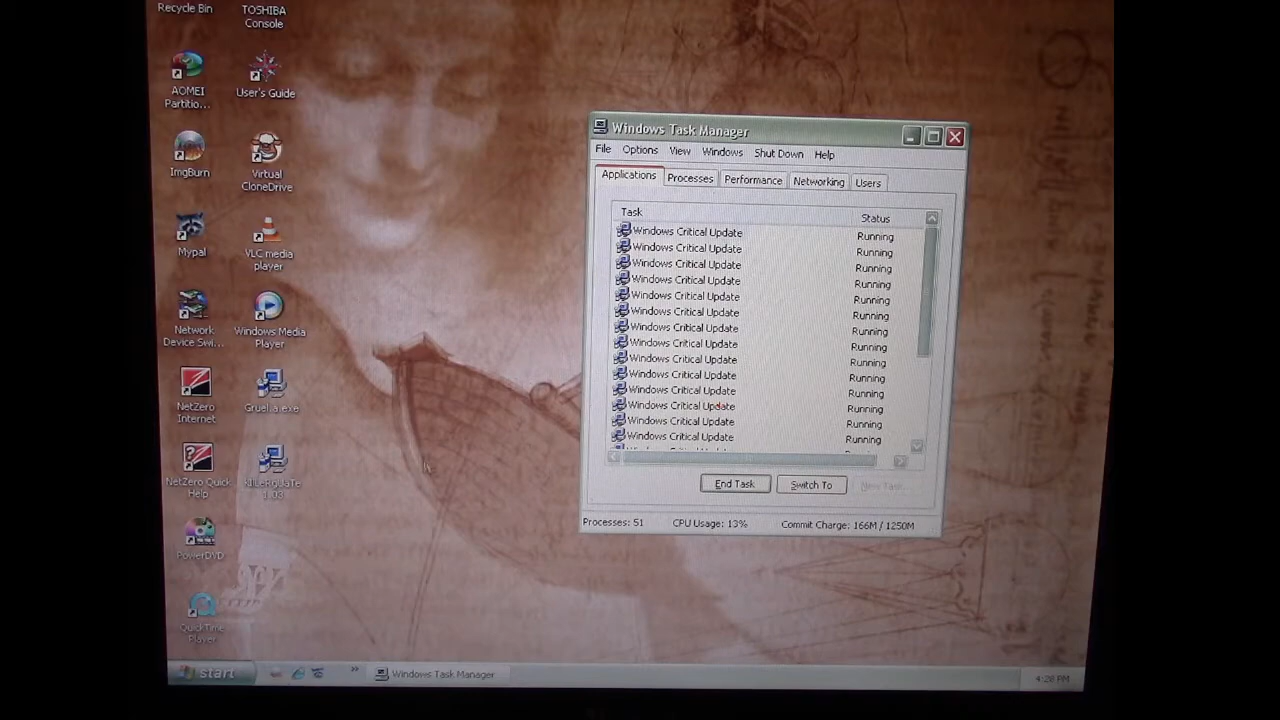 Recycle Bin
TOSHIBA
Console
AOMEI
Partitio...
User's Guide
ImgBurn
Virtual
CloneDrive
Mypal
VLC media
player
Network
Device Swi...
Windows Media
Player
NetZero
Internet
Gruel.a.exe
NetZero Quick
Help
kILeRgUaTe
1.03
PowerDVD
QuickTime
Player
Windows Task Manager
File Options View Windows Shut Down Help
Applications Processes Performance Networking Users
Task Status
Windows Critical Update Running
Windows Critical Update Running
Windows Critical Update Running
Windows Critical Update Running
Windows Critical Update Running
Windows Critical Update Running
Windows Critical Update Running
Windows Critical Update Running
Windows Critical Update Running
Windows Critical Update Running
Windows Critical Update Running
Windows Critical Update Running
Windows Critical Update Running
Windows Critical Update Running
End Task Switch To New Task...
Processes: 51 CPU Usage: 13% Commit Charge: 166M / 1250M
start
Windows Task Manager
4:28 PM